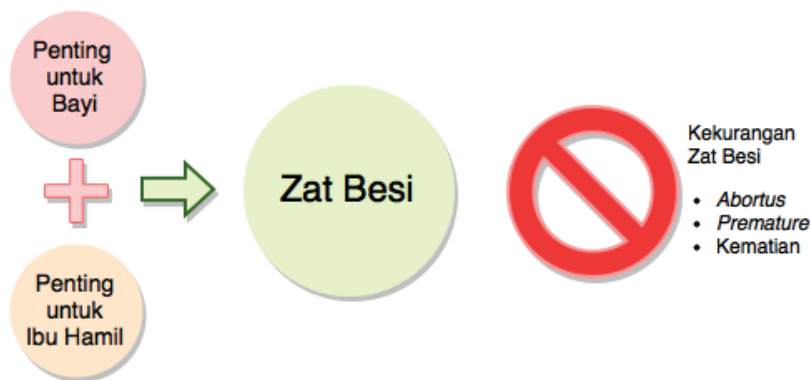 Penting
untuk
Bayi
Penting
untuk
Ibu Hamil
Zat Besi
Kekurangan
Zat Besi
• Abortus
• Premature
• Kematian